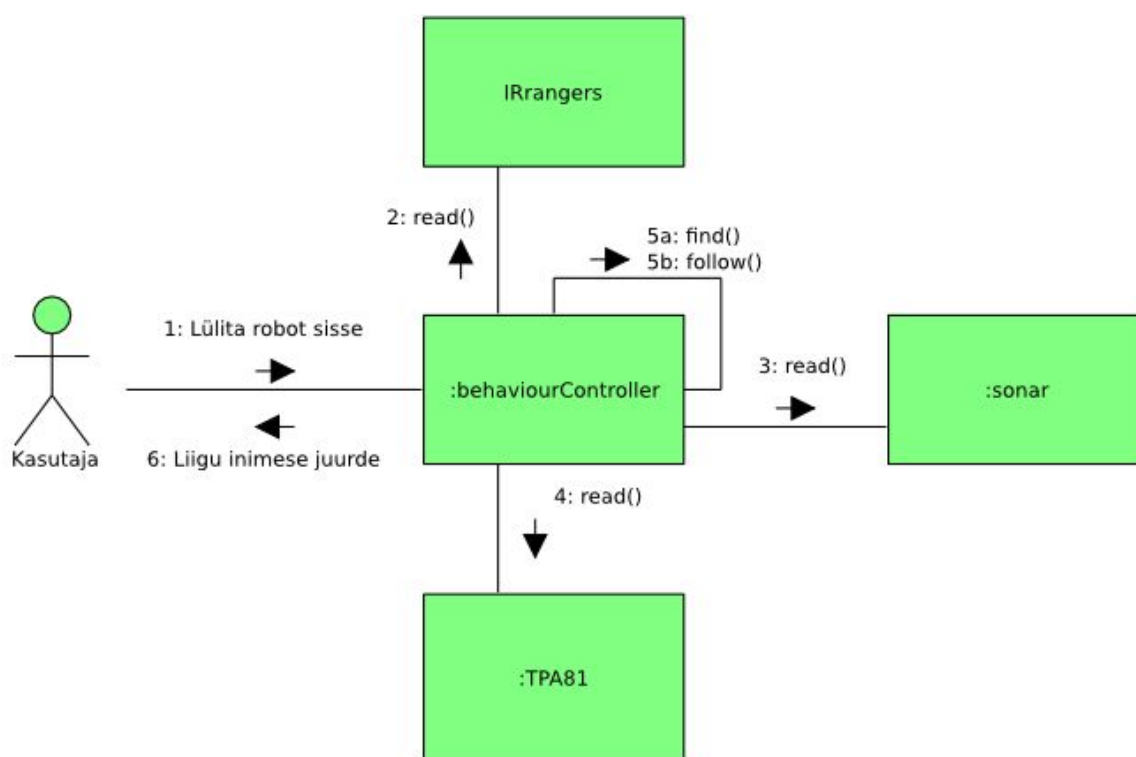 IRrangers
2: read()
5a: find()
5b: follow()
1: Lülita robot sisse
:behaviourController
3: read()
:sonar
Kasutaja
6: Liigu inimese juurde
4: read()
:TPA81